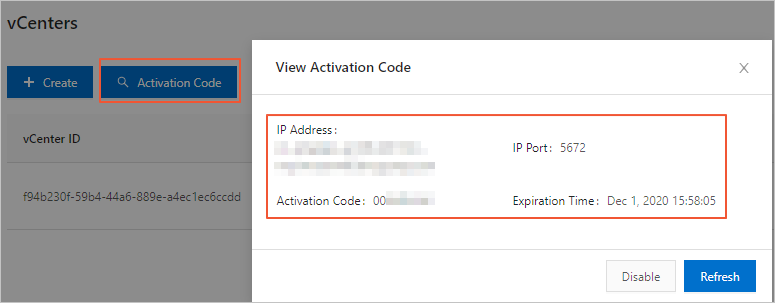 vCenters
+ Create
Activation Code
vCenter ID
f94b230f-59b4-44a6-889e-a4ec1ec6ccdd
View Activation Code
IP Address:
IP Port: 5672
Activation Code: 00
Expiration Time: Dec 1, 2020 15:58:05
Disable
Refresh